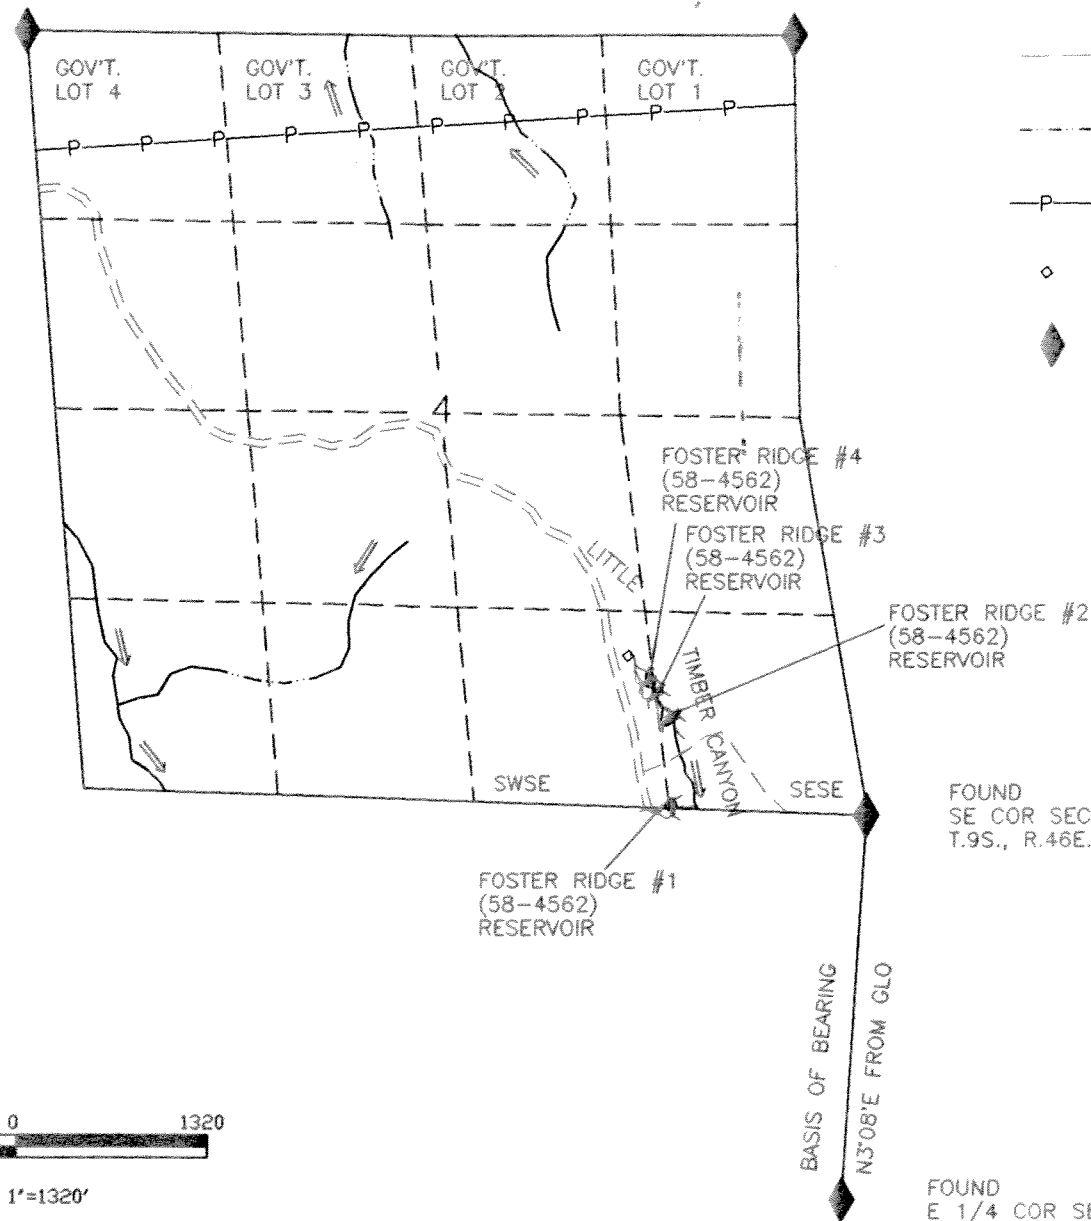 GOV'T.
LOT 4
GOV'T.
LOT 3
GOV'T.
LOT 2
GOV'T.
LOT 1
P P P P P P P P P P
P
4
FOSTER RIDGE #4
(58-4562)
RESERVOIR
FOSTER RIDGE #3
(58-4562)
RESERVOIR
LITTLE
FOSTER RIDGE #2
(58-4562)
RESERVOIR
TIMBER CANYON
SWSE
SESE
FOUND
SE COR SEC
T.9S., R.46E.
FOSTER RIDGE #1
(58-4562)
RESERVOIR
BASIS OF BEARING
N3°08'E FROM GLO
0 1320
1"=1320'
FOUND
E 1/4 COR SE